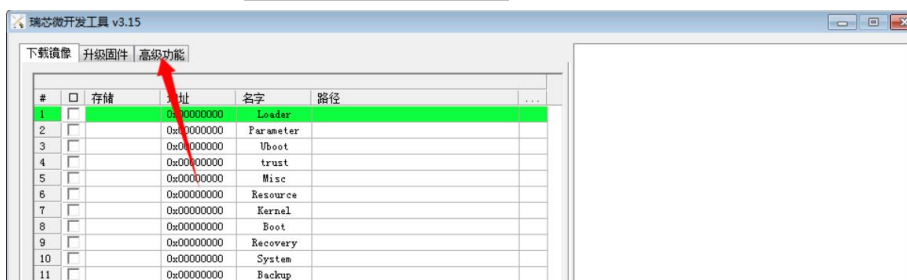 瑞芯微开发工具 v3.15
下载镜像 升级固件 高级功能
# 存储 地址 名字 路径 ...
1 0x00000000 Loader
2 0x00000000 Parameter
3 0x00000000 Uboot
4 0x00000000 trust
5 0x00000000 Misc
6 0x00000000 Resource
7 0x00000000 Kernel
8 0x00000000 Boot
9 0x00000000 Recovery
10 0x00000000 System
11 0x00000000 Backup